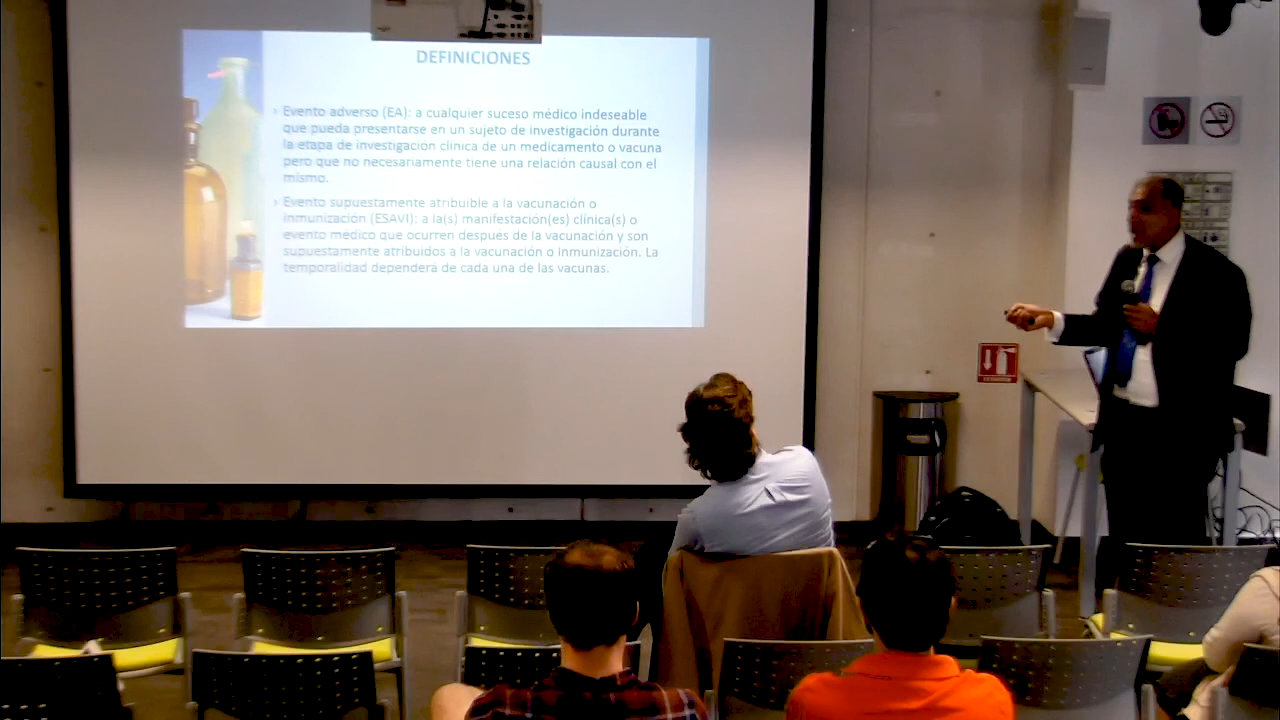 DEFINICIONES
› Evento adverso (EA): a cualquier suceso médico indeseable
que pueda presentarse en un sujeto de investigación durante
la etapa de investigación clínica de un medicamento o vacuna
pero que no necesariamente tiene una relación causal con el
mismo.
› Evento supuestamente atribuible a la vacunación o
inmunización (ESAVI): a la(s) manifestación(es) clínica(s) o
evento médico que ocurren después de la vacunación y son
supuestamente atribuidos a la vacunación o inmunización. La
temporalidad dependerá de cada una de las vacunas.
EXTINTOR